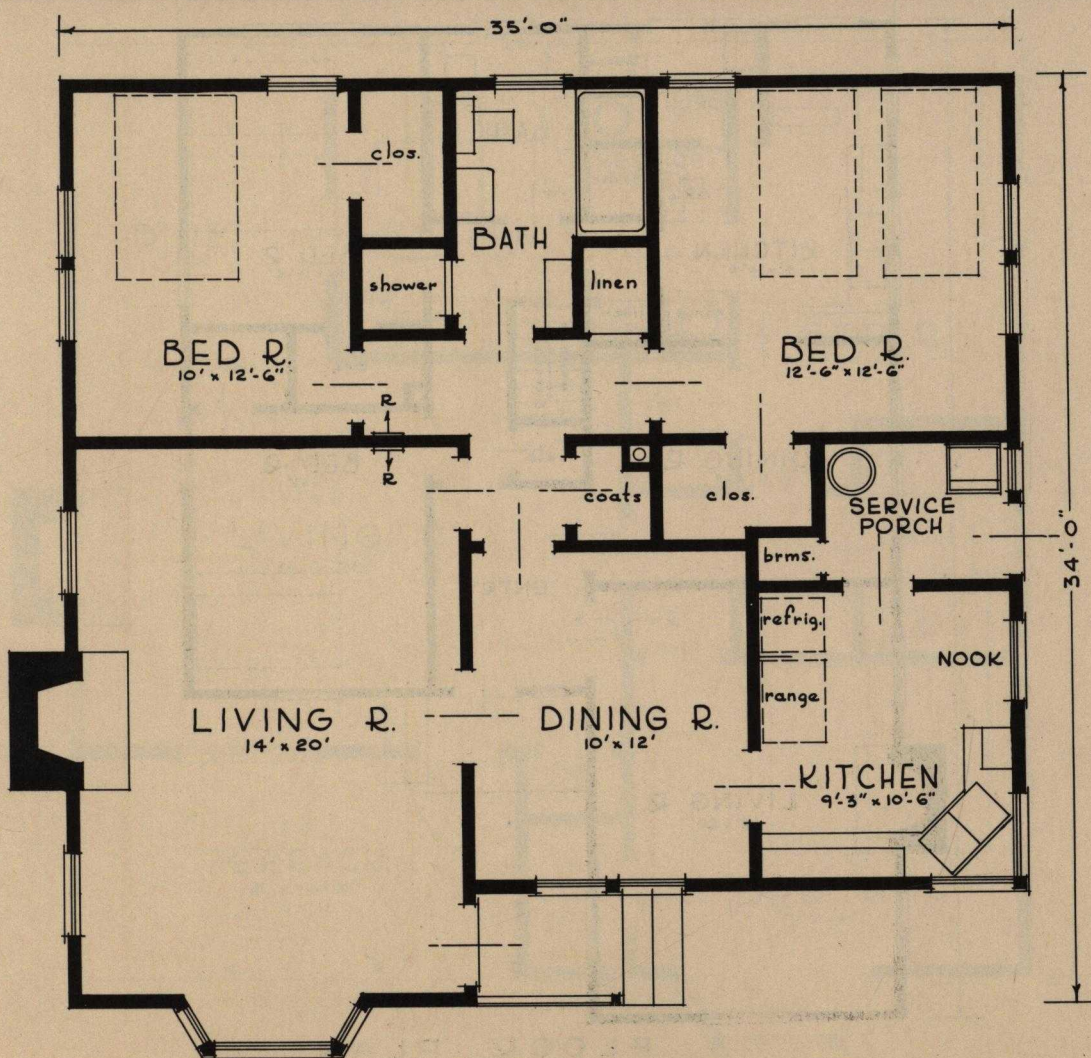 35'-0"
clos.
BATH
shower
linen
BED R.
10' x 12'-6"
BED R.
12'-6" x 12'-6"
R
R
coats
clos.
SERVICE
PORCH
34'-0"
brms.
refrig.
NOOK
range
LIVING R.
14' x 20'
DINING R.
10' x 12'
KITCHEN
9'-3" x 10'-6"